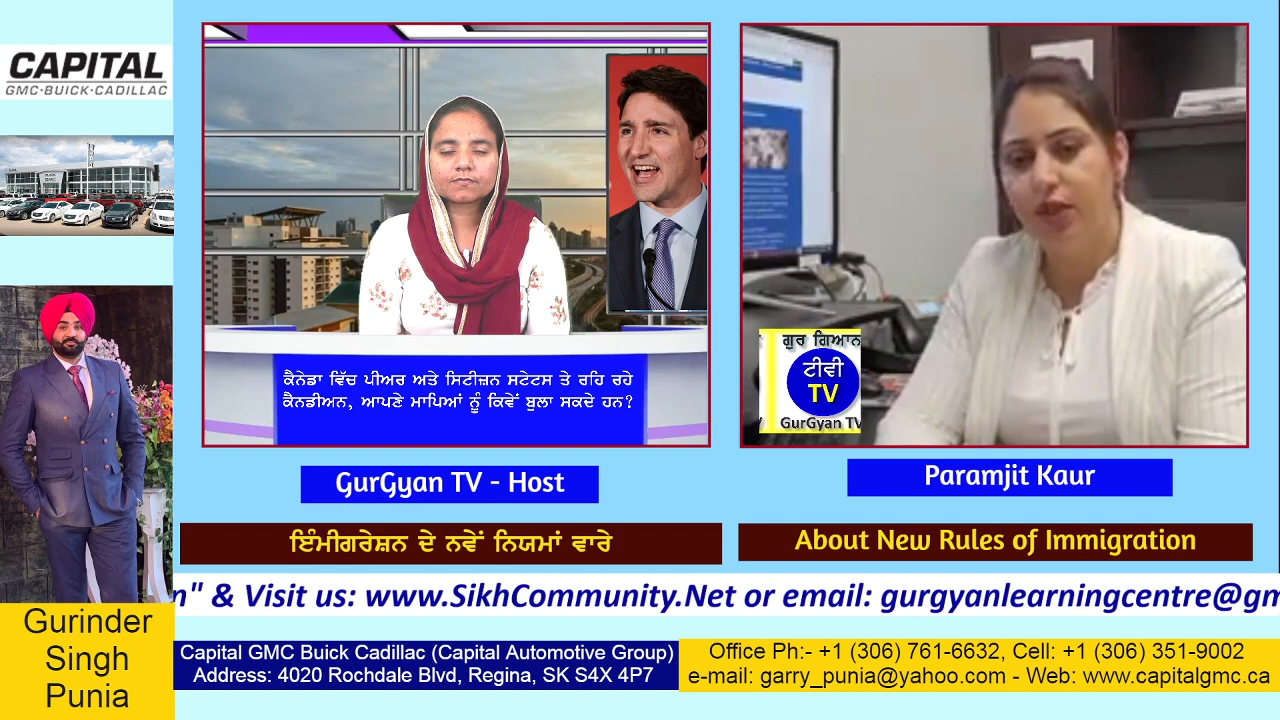 CAPITAL
GMC·BUICK·CADILLAC
Gurinder
Singh
Punia
ਕੈਨੇਡਾ ਵਿੱਚ ਪੀਅਰ ਅਤੇ ਸਿਟੀਜ਼ਨ ਸਟੇਟਸ ਤੇ ਰਹਿ ਰਹੇ
ਕੈਨਡੀਅਨ, ਆਪਣੇ ਮਾਪਿਆਂ ਨੂੰ ਕਿਵੇਂ ਬੁਲਾ ਸਕਦੇ ਹਨ?
ਗੁਰ ਗਿਆਨ
ਟੀਵੀ
TV
GurGyan TV
GurGyan TV - Host
Paramjit Kaur
ਇੰਮੀਗਰੇਸ਼ਨ ਦੇ ਨਵੇਂ ਨਿਯਮਾਂ ਵਾਰੇ
About New Rules of Immigration
n" & Visit us: www.SikhCommunity.Net or email: gurgyanlearningcentre@gm
Capital GMC Buick Cadillac (Capital Automotive Group)
Address: 4020 Rochdale Blvd, Regina, SK S4X 4P7
Office Ph:- +1 (306) 761-6632, Cell: +1 (306) 351-9002
e-mail: garry_punia@yahoo.com - Web: www.capitalgmc.ca